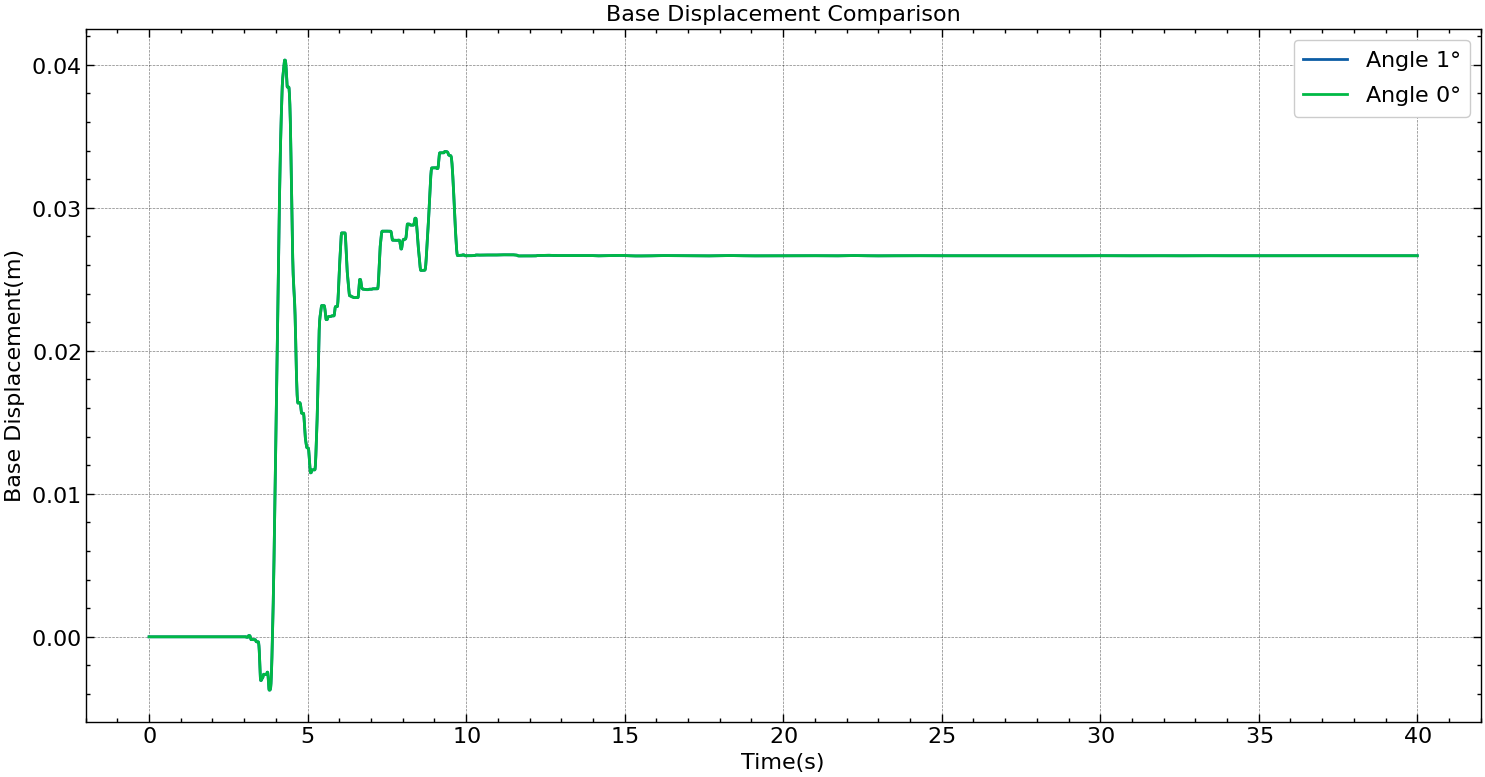 Base Displacement Comparison
Angle 1°
Angle 0°
0.04
0.03
0.02
0.01
0.00
Base Displacement(m)
0 5 10 15 20 25 30 35 40
Time(s)